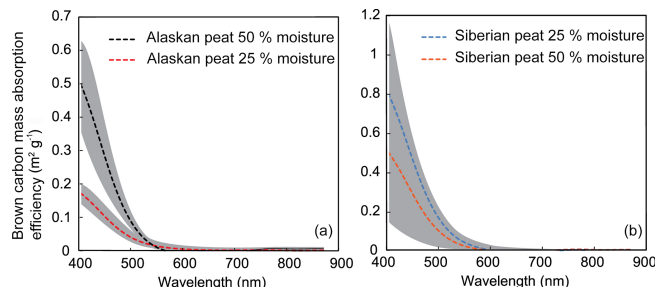 0.7
0.6
0.5
0.4
0.3
0.2
0.1
0
400 500 600 700 800 900
Wavelength (nm)
Brown carbon mass absorption
efficiency (m² g⁻¹)
Alaskan peat 50 % moisture
Alaskan peat 25 % moisture
(a)
1.2
1
0.8
0.6
0.4
0.2
0
400 500 600 700 800 900
Wavelength (nm)
Siberian peat 25 % moisture
Siberian peat 50 % moisture
(b)